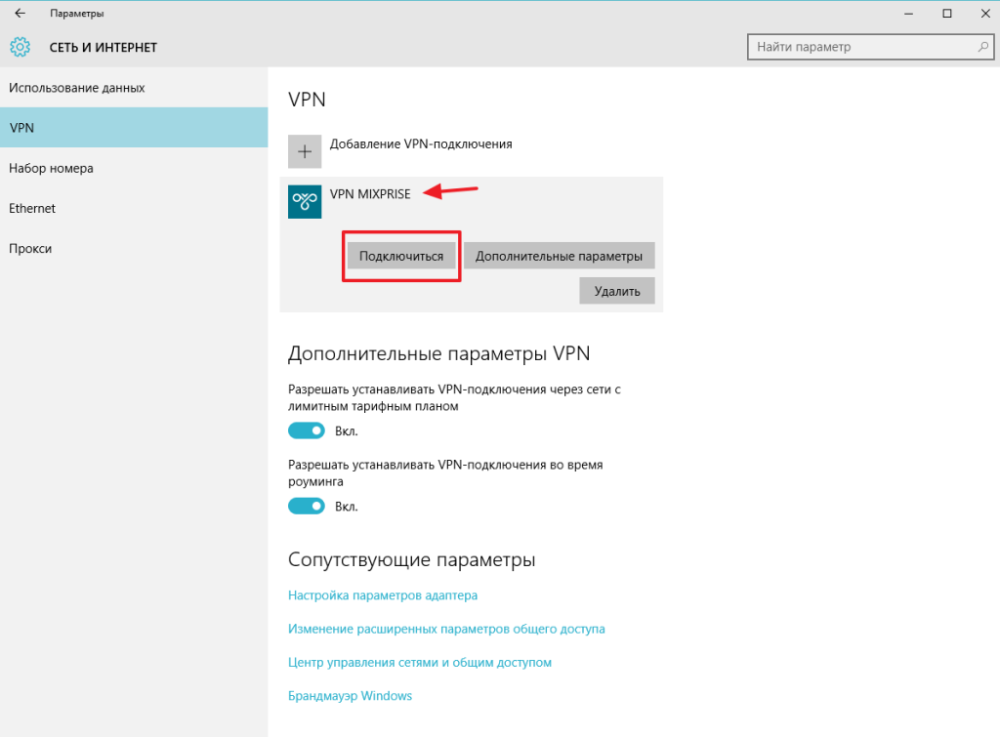 Параметры
СЕТЬ И ИНТЕРНЕТ
Найти параметр
Использование данных
VPN
Набор номера
Ethernet
Прокси
VPN
Добавление VPN-подключения
VPN MIXPRISE
Подключиться
Дополнительные параметры
Удалить
Дополнительные параметры VPN
Разрешать устанавливать VPN-подключения через сети с
лимитным тарифным планом
Вкл.
Разрешать устанавливать VPN-подключения во время
роуминга
Вкл.
Сопутствующие параметры
Настройка параметров адаптера
Изменение расширенных параметров общего доступа
Центр управления сетями и общим доступом
Брандмауэр Windows